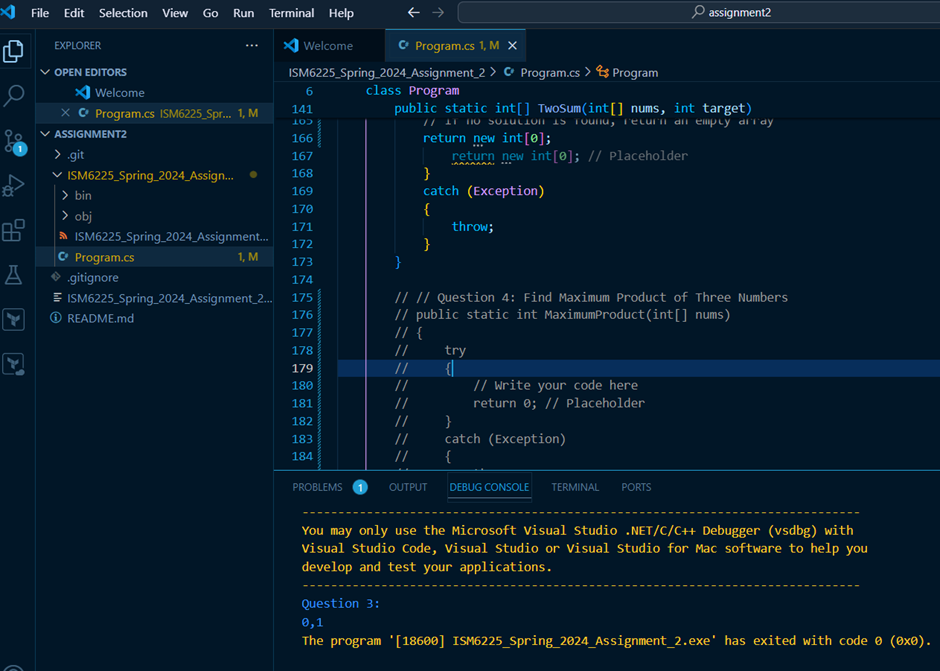 File Edit Selection View Go Run Terminal Help
assignment2
EXPLORER
Welcome
Program.cs 1, M
OPEN EDITORS
Welcome
Program.cs ISM6225_Spr... 1, M
ASSIGNMENT2
.git
ISM6225_Spring_2024_Assign...
bin
obj
ISM6225_Spring_2024_Assignment...
Program.cs 1, M
.gitignore
ISM6225_Spring_2024_Assignment_2...
README.md
1
ISM6225_Spring_2024_Assignment_2 > Program.cs > Program
6 class Program
141 public static int[] TwoSum(int[] nums, int target)
165 // If no solution is found, return an empty array
166 return new int[0];
167 return new int[0]; // Placeholder
168 }
169 catch (Exception)
170 {
171 throw;
172 }
173 }
174
175 // // Question 4: Find Maximum Product of Three Numbers
176 // public static int MaximumProduct(int[] nums)
177 // {
178 // try
179 // {
180 // // Write your code here
181 // return 0; // Placeholder
182 // }
183 // catch (Exception)
184 // {
PROBLEMS 1 OUTPUT DEBUG CONSOLE TERMINAL PORTS
-------------------------------------------------------------------
You may only use the Microsoft Visual Studio .NET/C/C++ Debugger (vsdbg) with
Visual Studio Code, Visual Studio or Visual Studio for Mac software to help you
develop and test your applications.
-------------------------------------------------------------------
Question 3:
0,1
The program '[18600] ISM6225_Spring_2024_Assignment_2.exe' has exited with code 0 (0x0).